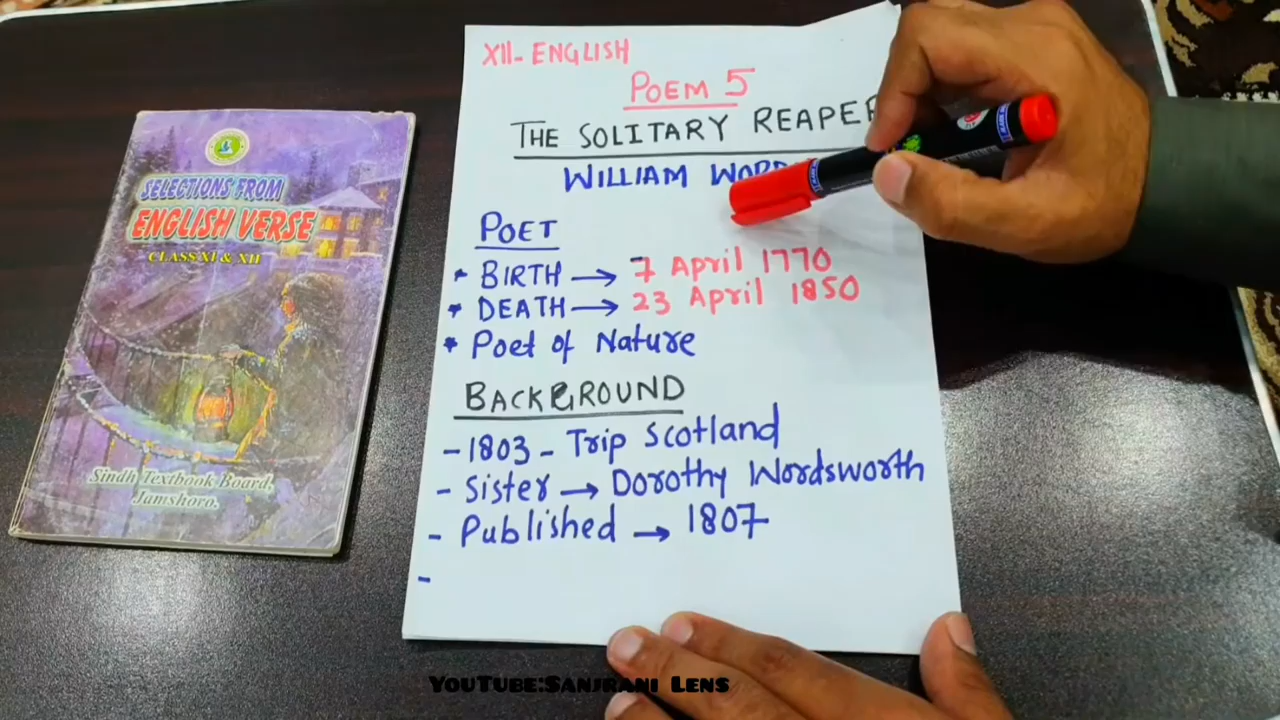 SELECTIONS FROM
ENGLISH VERSE
CLASS XI & XII
Sindh Textbook Board,
Jamshoro.
XII- ENGLISH
POEM 5
THE SOLITARY REAPER
WILLIAM
POET
* BIRTH → 7 April 1770
* DEATH → 23 April 1850
* Poet of Nature
BACKGROUND
- 1803 - Trip Scotland
- Sister → Dorothy Wordsworth
- Published → 1807
-
YouTube:Sanjrani Lens